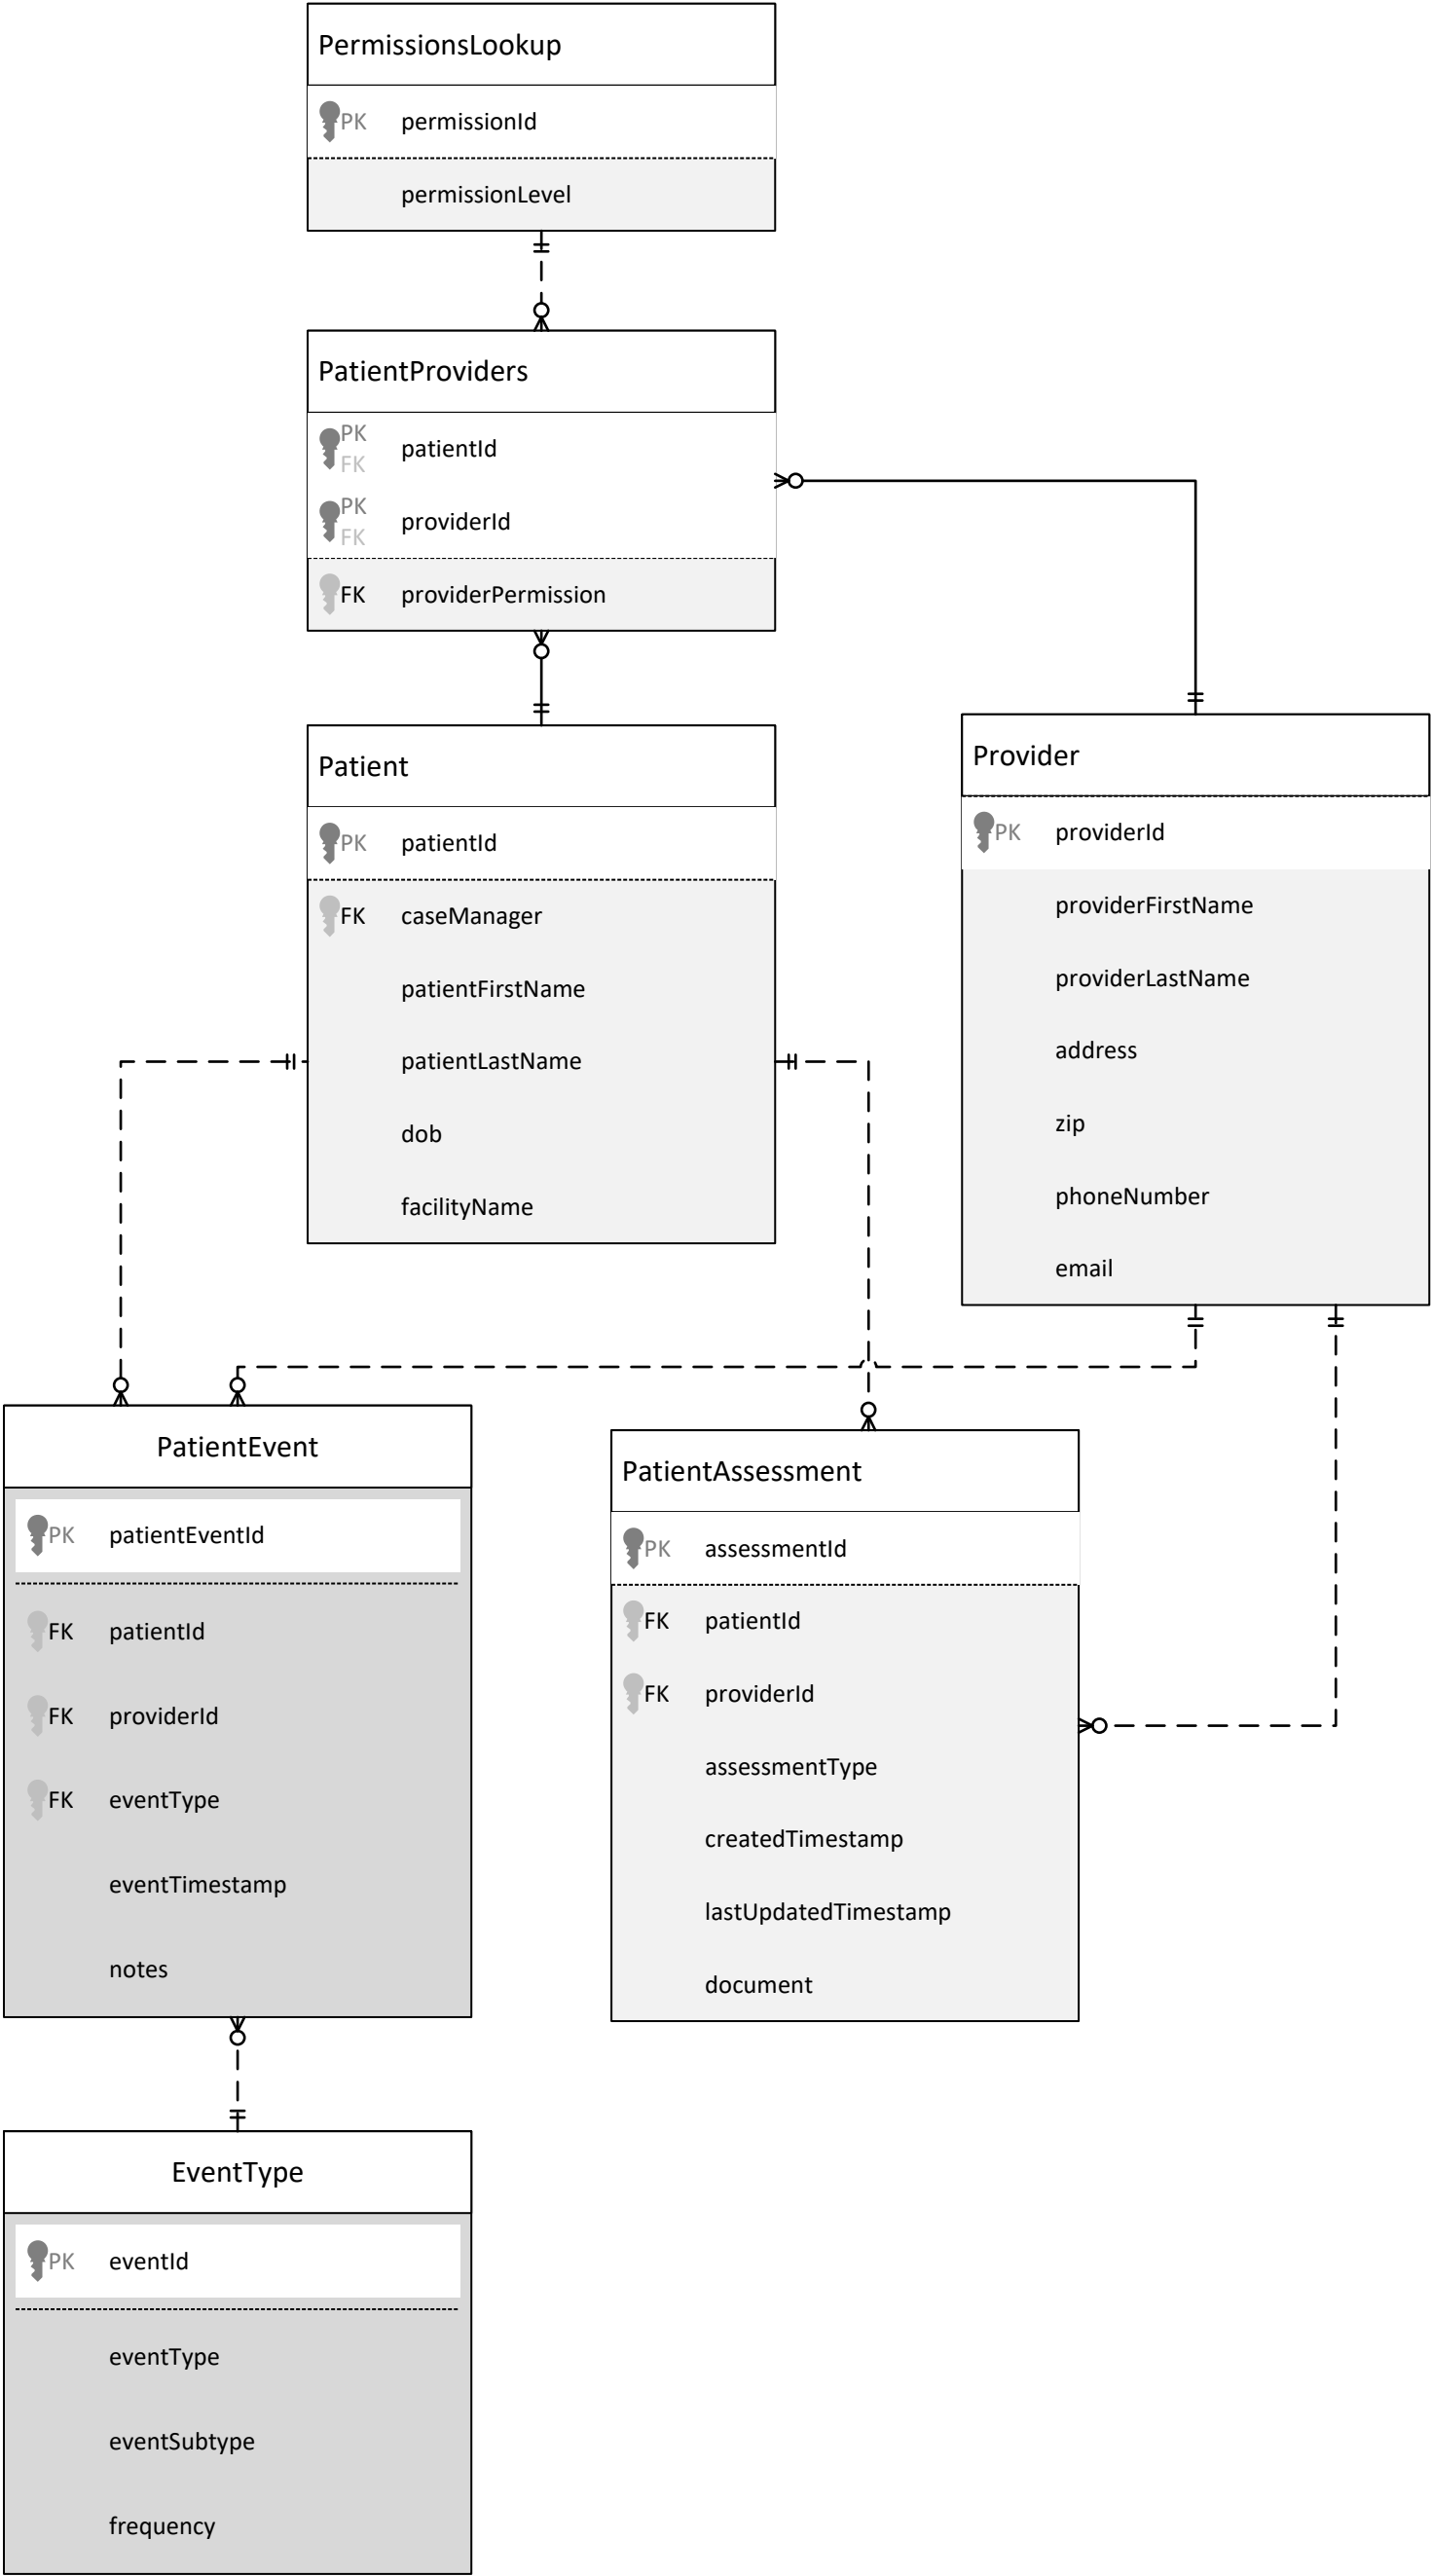 PermissionsLookup
PK permissionId
permissionLevel
PatientProviders
PK
FK
patientId
PK
FK
providerId
FK providerPermission
Patient
PK patientId
FK caseManager
patientFirstName
patientLastName
dob
facilityName
Provider
PK providerId
providerFirstName
providerLastName
address
zip
phoneNumber
email
PatientEvent
PK patientEventId
FK patientId
FK providerId
FK eventType
eventTimestamp
notes
PatientAssessment
PK assessmentId
FK patientId
FK providerId
assessmentType
createdTimestamp
lastUpdatedTimestamp
document
EventType
PK eventId
eventType
eventSubtype
frequency